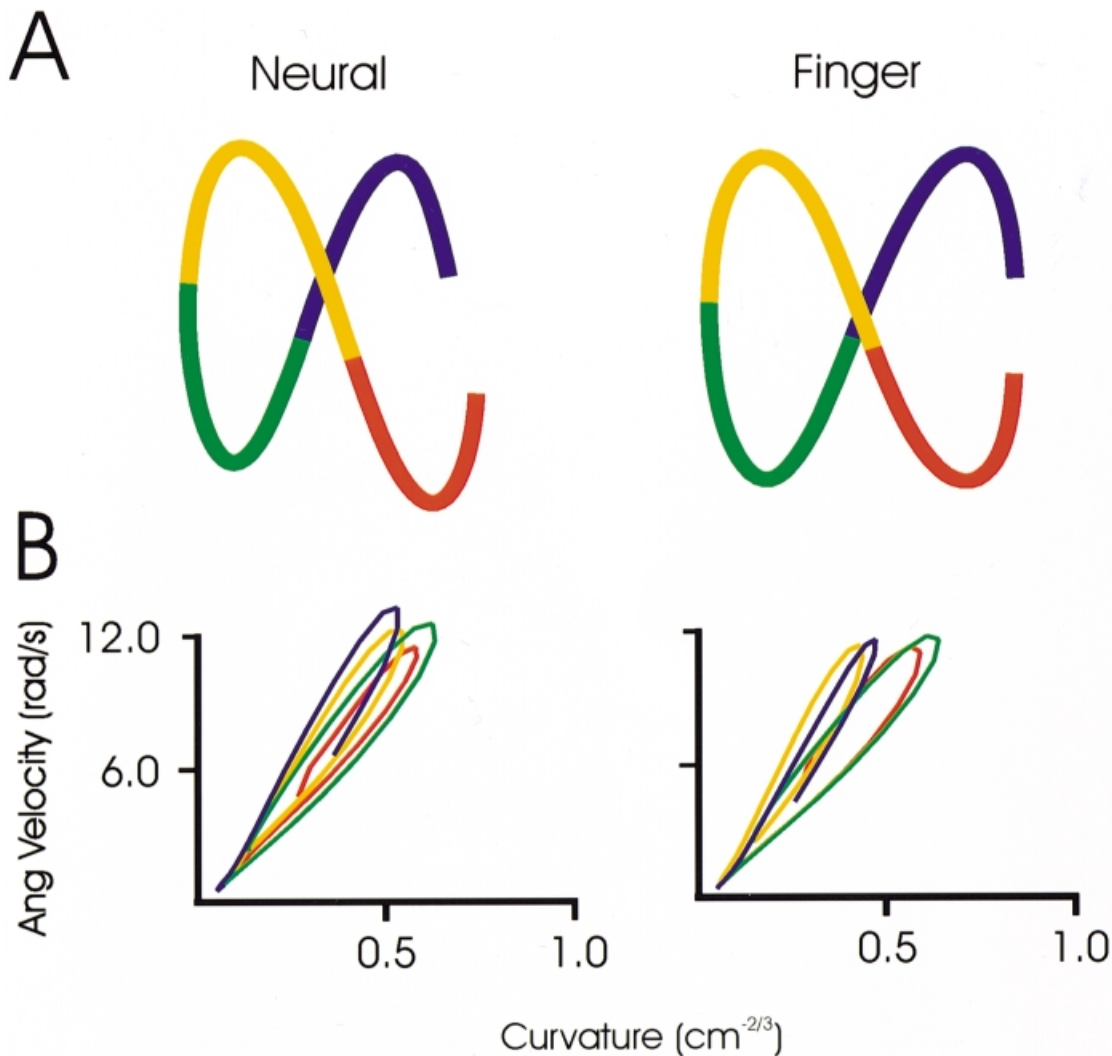 A
Neural
Finger
B
Ang Velocity (rad/s)
12.0
6.0
0.5
1.0
0.5
1.0
Curvature (cm-2/3)